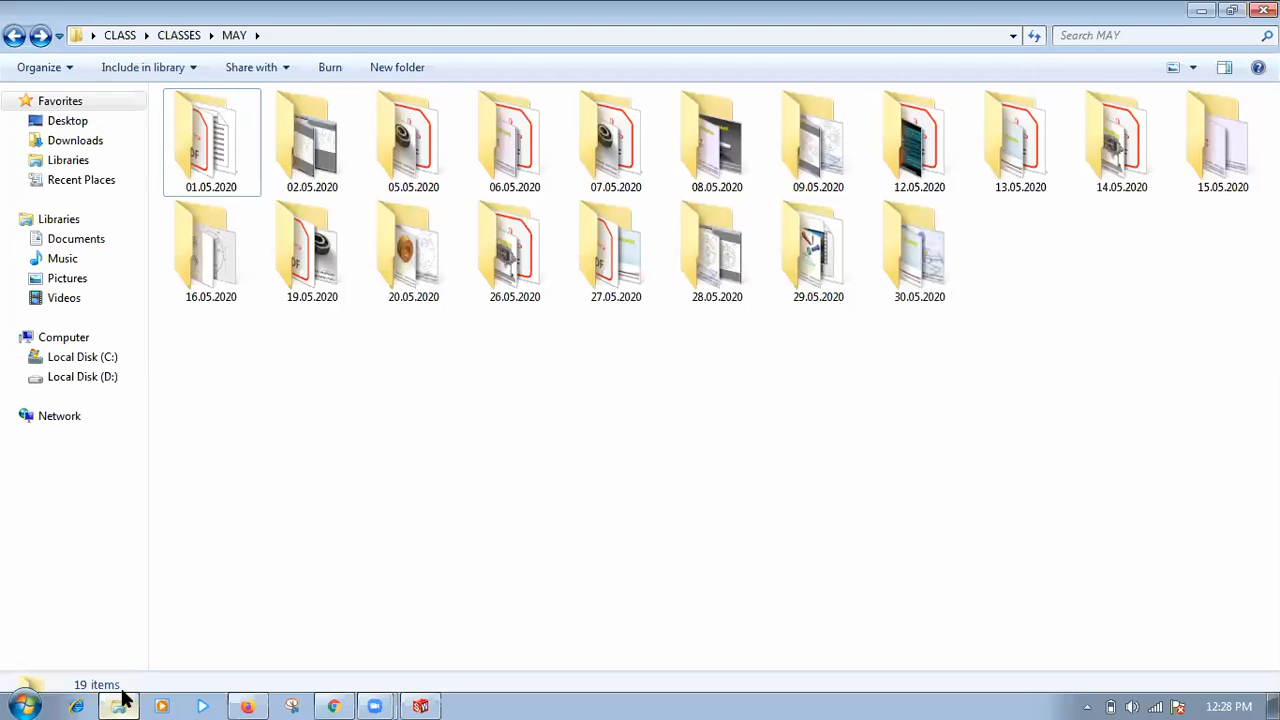 CLASS CLASSES MAY Search MAY
Organize Include in library Share with Burn New folder
Favorites
Desktop
Downloads
Libraries
Recent Places
Libraries
Documents
Music
Pictures
Videos
Computer
Local Disk (C:)
Local Disk (D:)
Network
01.05.2020 02.05.2020 05.05.2020 06.05.2020 07.05.2020 08.05.2020 09.05.2020 12.05.2020 13.05.2020 14.05.2020 15.05.2020
16.05.2020 19.05.2020 20.05.2020 26.05.2020 27.05.2020 28.05.2020 29.05.2020 30.05.2020
19 items
12:28 PM